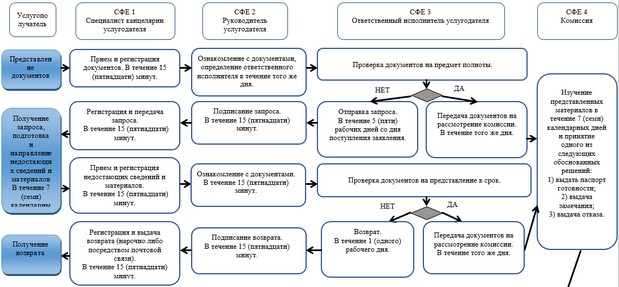 Услугопо
лучатель
СФЕ 1
Специалист канцелярии
услугодателя
СФЕ 2
Руководитель
услугодателя
СФЕ 3
Ответственный исполнитель услугодателя
СФЕ 4
Комиссия
Представлен
ие
документов
Прием и регистрация
документов. В течение 15
(пятнадцати) минут.
Ознакомление с документами,
определение ответственного
исполнителя в течение того же
дня.
Проверка документов на предмет полноты.
НЕТ
ДА
Получение
запроса,
подготовка
и
направление
недостающи
х сведений и
материалов
В течение 7
(семи)
календарны
Регистрация и передача
запроса.
В течение 15 (пятнадцати)
минут.
Подписание запроса.
В течение 15 (пятнадцати)
минут.
Отправка запроса.
В течение 5 (пяти)
рабочих дней со дня
поступления заявления.
Передача документов на
рассмотрение комиссии.
В течение того же дня.
Изучение
представленных
материалов в
течение 7 (семи)
календарных дней
и принятие
одного из
следующих
обоснованных
решений:
1) выдать паспорт
готовности;
2) выдача
замечания;
3) выдача отказа.
Прием и регистрация
недостающих сведений и
материалов.
В течение 15 (пятнадцати)
минут.
Ознакомление с документами.
В течение 15 (пятнадцати)
минут.
Проверка документов на представление в срок.
НЕТ
ДА
Получение
возврата
Регистрация и выдача
возврата (нарочно либо
посредством почтовой
связи).
В течение 15 (пятнадцати)
минут.
Подписание возврата.
В течение 15 (пятнадцати)
минут.
Возврат.
В течение 1 (одного)
рабочего дня.
Передача документов на
рассмотрение комиссии.
В течение того же дня.